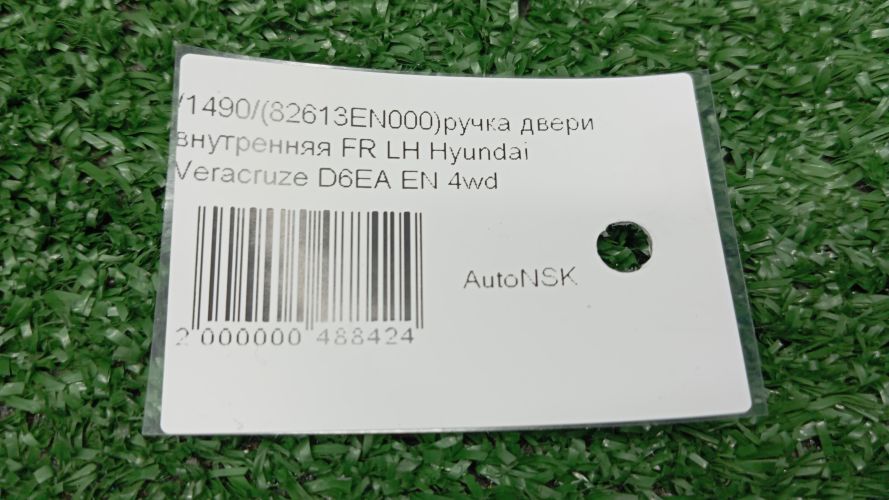 /1490/(82613EN000)ручка двери
внутренняя FR LH Hyundai
Veracruze D6EA EN 4wd
AutoNSK
2 000000 488424